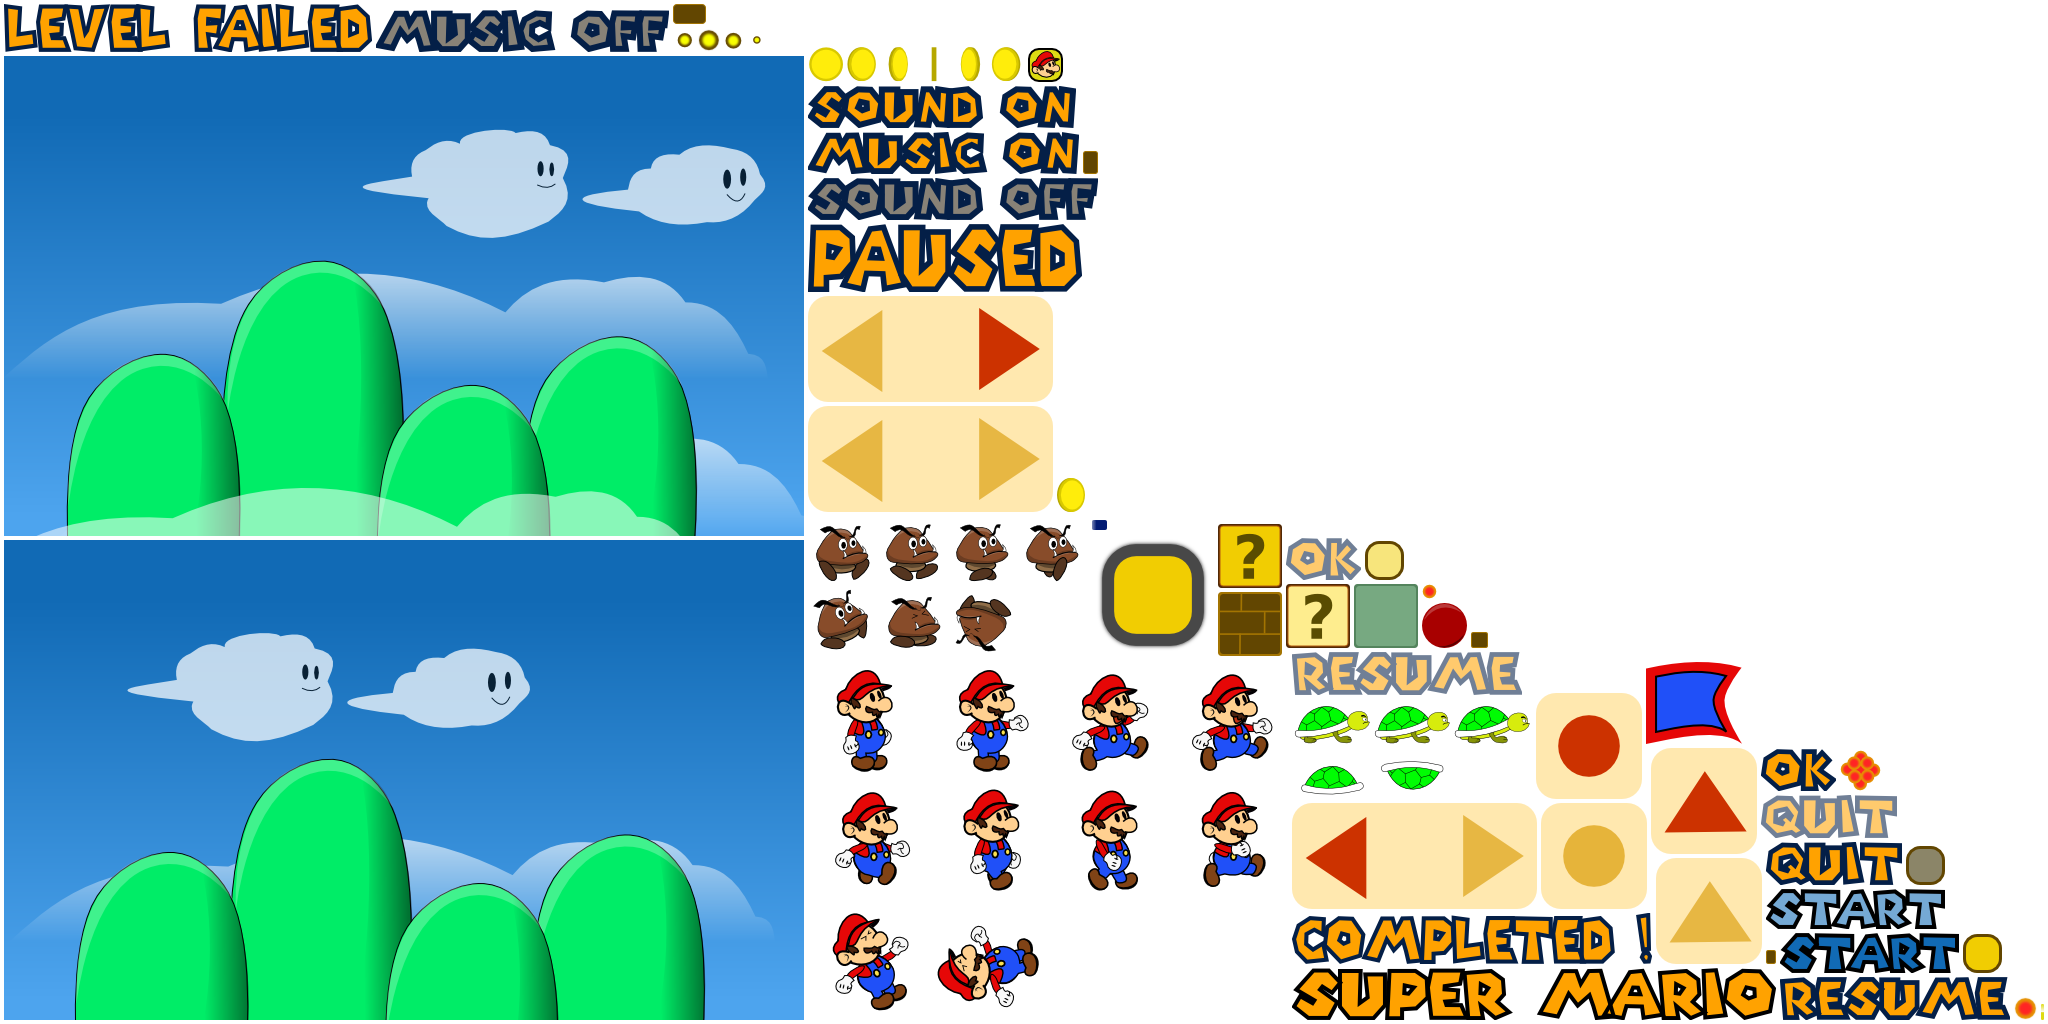 LEVEL FAILED
MUSIC OFF
SOUND ON
MUSIC ON
SOUND OFF
PAUSED
?
OK
?
RESUME
OK
QUIT
QUIT
START
COMPLETED !
START
SUPER MARIO
RESUME